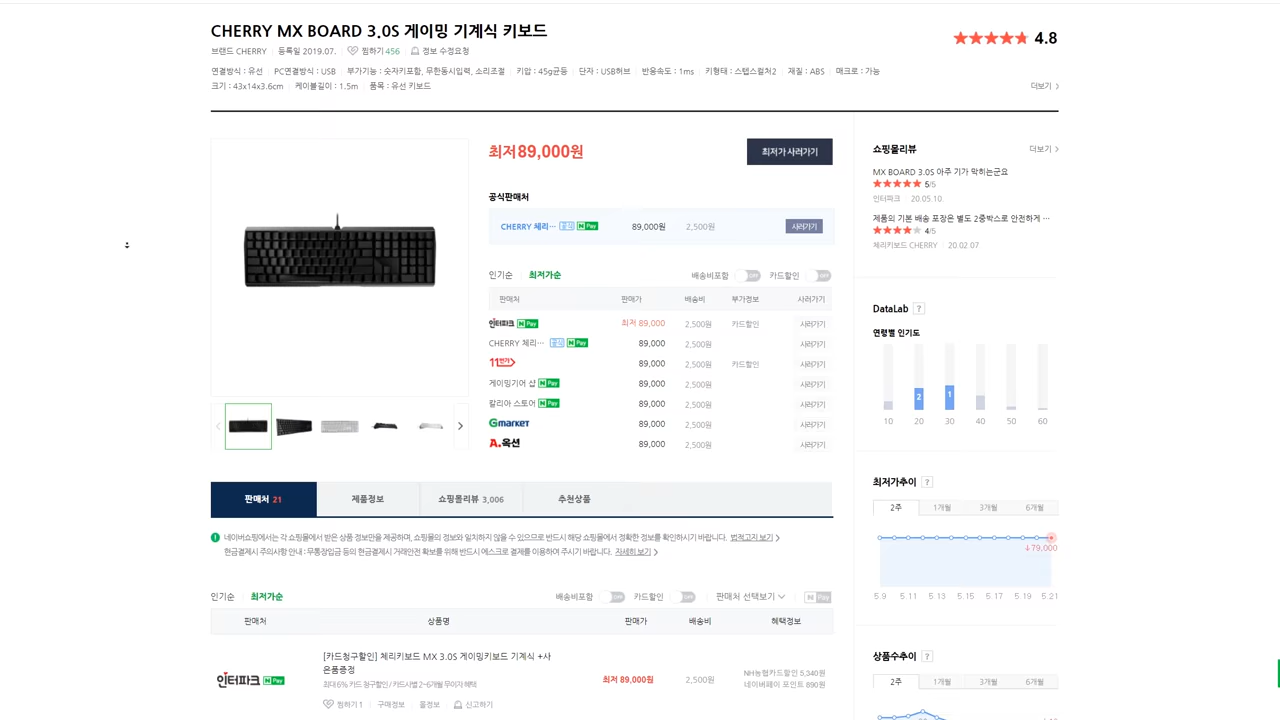 CHERRY MX BOARD 3.0S 게이밍 기계식 키보드
4.8
브랜드 CHERRY 등록일 2019.07. 찜하기 456 정보 수정요청
연결방식 : 유선 PC연결방식 : USB 부가기능 : 숫자키포함, 무한동시입력, 소리조절 키압 : 45g균등 단자 : USB허브 반응속도 : 1ms 키형태 : 스텝스컬쳐2 재질 : ABS 매크로 : 가능
크기 : 43x14x3.6cm 케이블길이 : 1.5m 품목 : 유선 키보드
더보기
최저 89,000원
최저가 사러가기
공식판매처
CHERRY 체리… 공식 N Pay 89,000원 2,500원 사러가기
인기순 최저가순 배송비포함 OFF 카드할인 OFF
판매처 판매가 배송비 부가정보 사러가기
인터파크 N Pay 최저 89,000 2,500원 카드할인 사러가기
CHERRY 체리… 공식 N Pay 89,000 2,500원 사러가기
11번가 89,000 2,500원 카드할인 사러가기
게이밍기어 샵 N Pay 89,000 2,500원 사러가기
칼리아 스토어 N Pay 89,000 2,500원 사러가기
Gmarket 89,000 2,500원 사러가기
A.옥션 89,000 2,500원 사러가기
판매처 21 제품정보 쇼핑몰리뷰 3,006 추천상품
네이버쇼핑에서는 각 쇼핑몰에서 받은 상품 정보만을 제공하며, 쇼핑몰의 정보와 일치하지 않을 수 있으므로 반드시 해당 쇼핑몰에서 정확한 정보를 확인하시기 바랍니다. 법적고지 보기
현금결제시 주의사항 안내 : 무통장입금 등의 현금결제시 거래안전 확보를 위해 반드시 에스크로 결제를 이용하여 주시기 바랍니다. 자세히 보기
인기순 최저가순 배송비포함 OFF 카드할인 OFF 판매처 선택보기 N Pay
판매처 상품명 판매가 배송비 혜택정보
인터파크 N Pay
[카드청구할인] 체리키보드 MX 3.0S 게이밍키보드 기계식 +사
은품증정
최대 6% 카드 청구할인 / 카드사별 2~6개월 무이자 혜택
찜하기 1 구매정보 몰정보 신고하기
최저 89,000원 2,500원
NH농협카드할인 5,340원
네이버페이 포인트 890원
쇼핑몰리뷰 더보기
MX BOARD 3.0S 아주 기가 막히는군요
5/5
인터파크 20.05.10.
제품의 기본 배송 포장은 별도 2중박스로 안전하게 …
4/5
체리키보드 CHERRY 20.02.07
DataLab ?
연령별 인기도
2 1
10 20 30 40 50 60
최저가추이 ?
2주 1개월 3개월 6개월
↓79,000
5.9 5.11 5.13 5.15 5.17 5.19 5.21
상품수추이 ?
2주 1개월 3개월 6개월